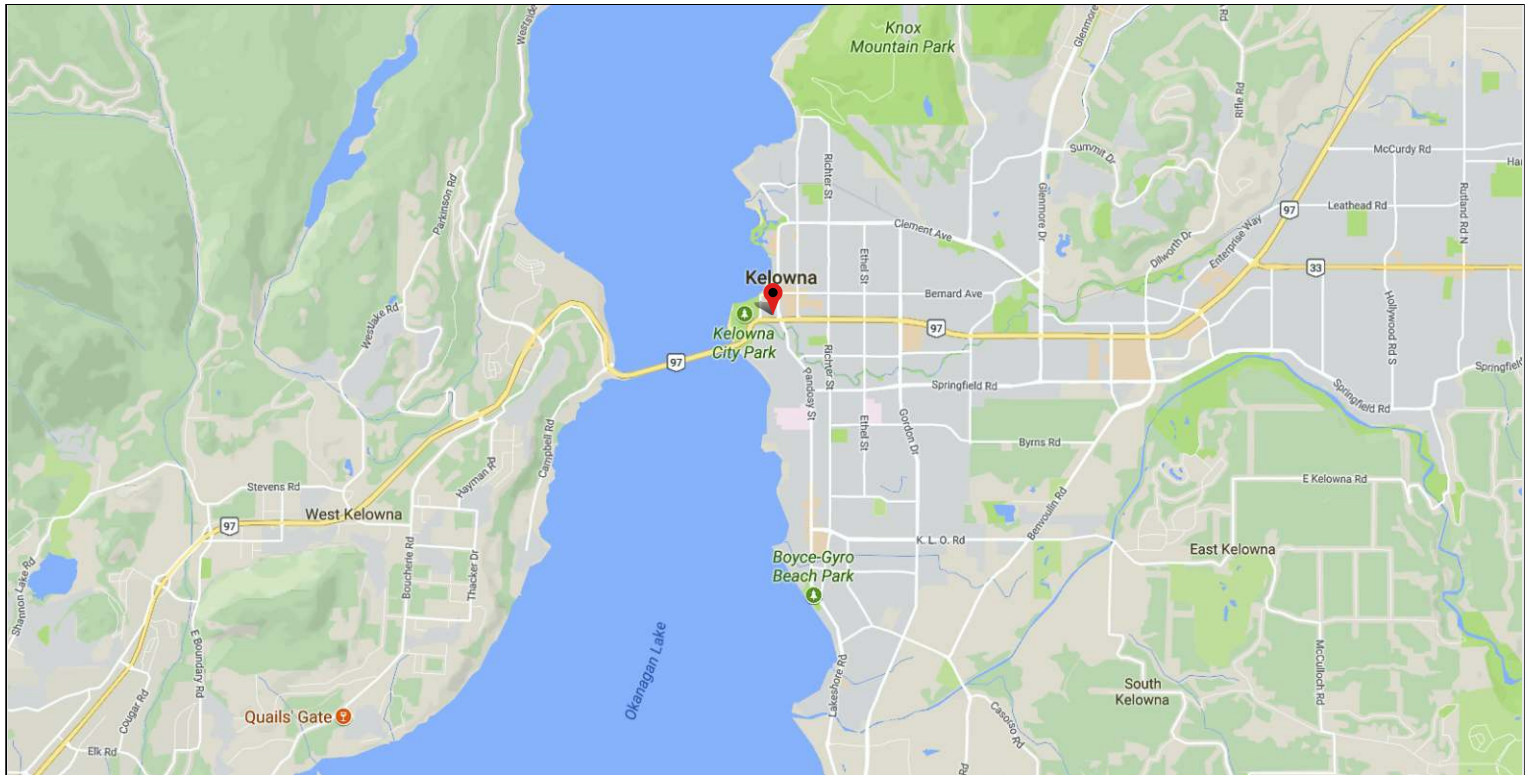 Westside
Knox
Mountain Park
Glenmore
Rd
Rifle Rd
McCurdy Rd
Summit Dr
Parkinson Rd
Richter St
Clement Ave
Glenmore Dr
Dilworth Dr
Enterprise Way
97
Leathead Rd
Rutland Rd N
Ethel St
33
Kelowna
Bernard Ave
Hollywood Rd S
Westlake Rd
Kelowna
City Park
97
97
Richter St
Pandosy St
Springfield Rd
Springfield Rd
Springfield
Ethel St
Gordon Dr
Campbell Rd
Byrns Rd
Hayman Rd
Stevens Rd
E Kelowna Rd
West Kelowna
97
Benvoulin Rd
K. L. O. Rd
East Kelowna
Shannon Lake Rd
Boucherie Rd
Thacker Dr
Boyce-Gyro
Beach Park
E Boundary Rd
Okanagan Lake
Lakeshore Rd
McCulloch Rd
South
Kelowna
Casorso Rd
Cougar Rd
Quails' Gate
Elk Rd